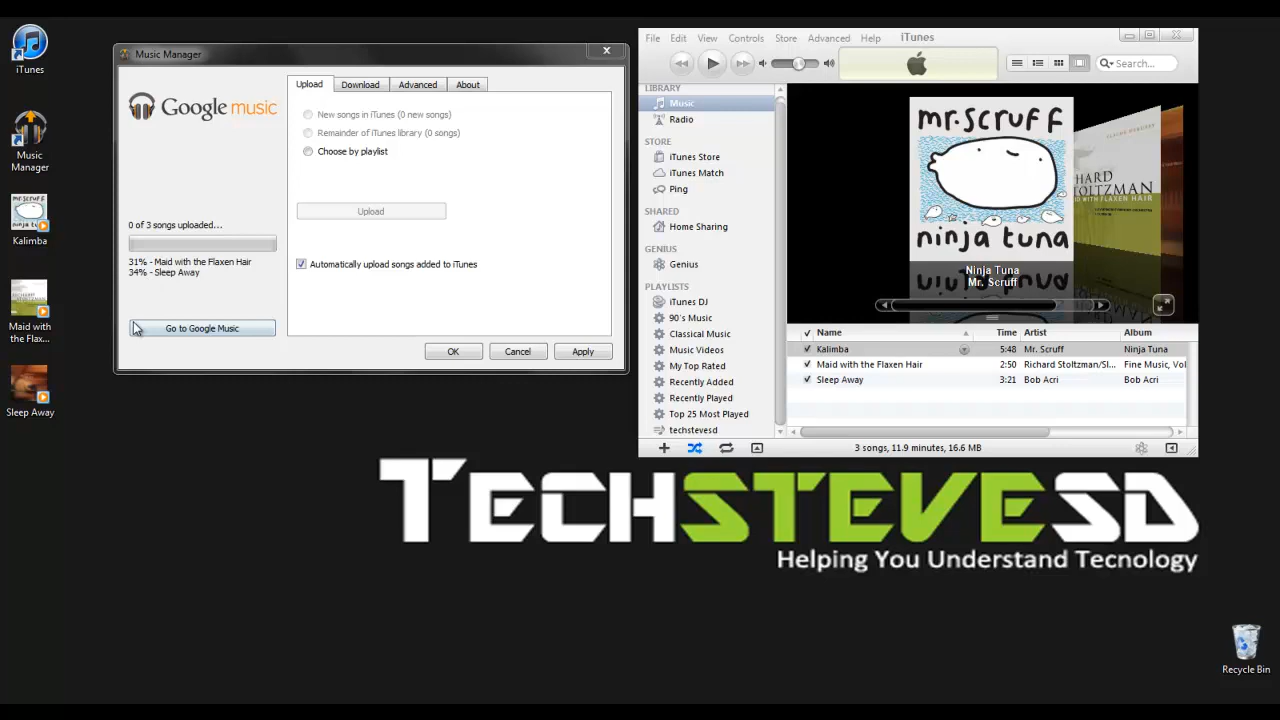 iTunes
Music
Manager
Kalimba
Maid with
the Flax...
Sleep Away
Music Manager
Google music
Upload
Download
Advanced
About
New songs in iTunes (0 new songs)
Remainder of iTunes library (0 songs)
Choose by playlist
Upload
0 of 3 songs uploaded...
31% - Maid with the Flaxen Hair
34% - Sleep Away
Automatically upload songs added to iTunes
Go to Google Music
OK
Cancel
Apply
File Edit View Controls Store Advanced Help
iTunes
Search...
LIBRARY
Music
Radio
STORE
iTunes Store
iTunes Match
Ping
SHARED
Home Sharing
GENIUS
Genius
PLAYLISTS
iTunes DJ
90's Music
Classical Music
Music Videos
My Top Rated
Recently Added
Recently Played
Top 25 Most Played
techstevesd
mr.scruff
ninja tuna
Ninja Tuna
Mr. Scruff
Name Time Artist Album
Kalimba 5:48 Mr. Scruff Ninja Tuna
Maid with the Flaxen Hair 2:50 Richard Stoltzman/Sl... Fine Music, Vol
Sleep Away 3:21 Bob Acri Bob Acri
3 songs, 11.9 minutes, 16.6 MB
TECHSTEVESD
Helping You Understand Tecnology
Recycle Bin